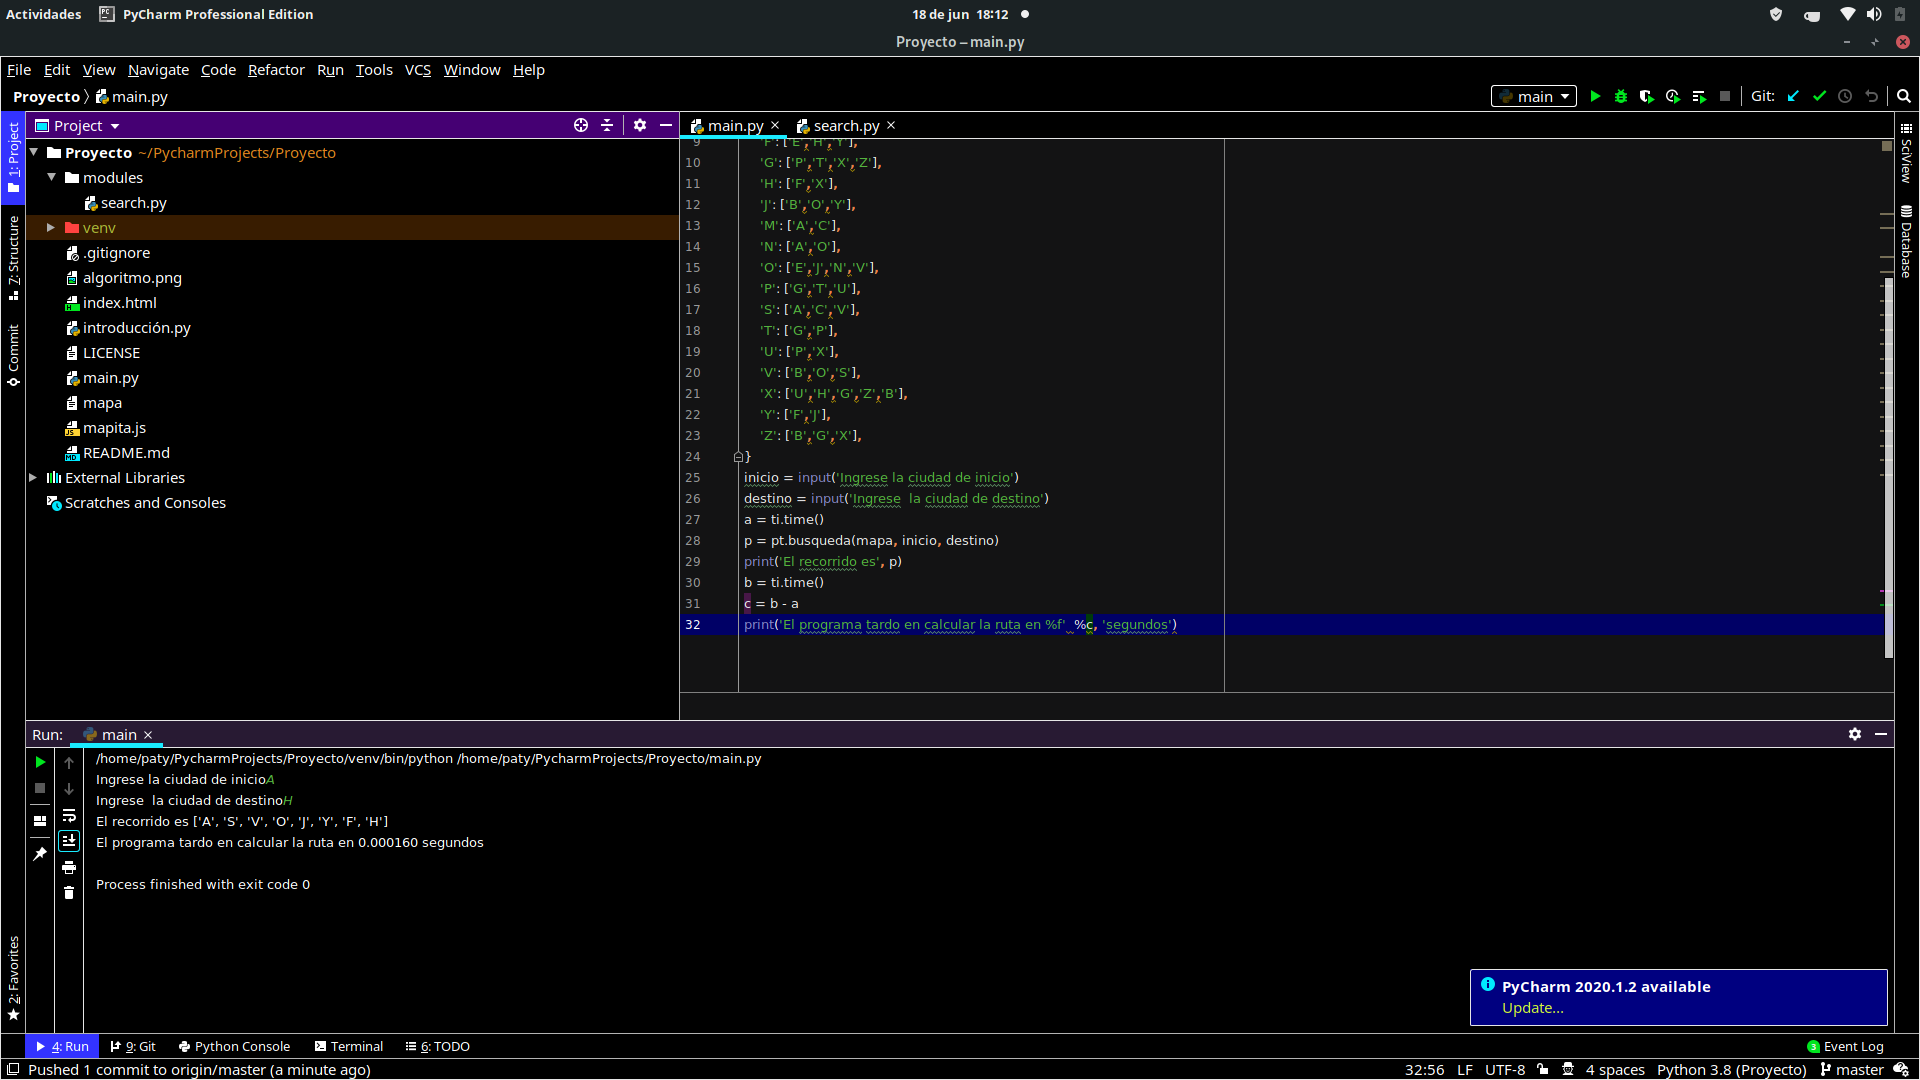 Actividades PyCharm Professional Edition 18 de jun 18:12
Proyecto – main.py
File Edit View Navigate Code Refactor Run Tools VCS Window Help
Proyecto main.py main Git:
1: Project
7: Structure
Commit
2: Favorites
Project
Proyecto ~/PycharmProjects/Proyecto
modules
search.py
venv
.gitignore
algoritmo.png
index.html
introducción.py
LICENSE
main.py
mapa
mapita.js
README.md
External Libraries
Scratches and Consoles
main.py search.py
9 'F': ['E','H','Y'],
10 'G': ['P','T','X','Z'],
11 'H': ['F','X'],
12 'J': ['B','O','Y'],
13 'M': ['A','C'],
14 'N': ['A','O'],
15 'O': ['E','J','N','V'],
16 'P': ['G','T','U'],
17 'S': ['A','C','V'],
18 'T': ['G','P'],
19 'U': ['P','X'],
20 'V': ['B','O','S'],
21 'X': ['U','H','G','Z','B'],
22 'Y': ['F','J'],
23 'Z': ['B','G','X'],
24 }
25 inicio = input('Ingrese la ciudad de inicio')
26 destino = input('Ingrese  la ciudad de destino')
27 a = ti.time()
28 p = pt.busqueda(mapa, inicio, destino)
29 print('El recorrido es', p)
30 b = ti.time()
31 c = b - a
32 print('El programa tardo en calcular la ruta en %f'  %c, 'segundos')
SciView
Database
Run: main
/home/paty/PycharmProjects/Proyecto/venv/bin/python /home/paty/PycharmProjects/Proyecto/main.py
Ingrese la ciudad de inicioA
Ingrese  la ciudad de destinoH
El recorrido es ['A', 'S', 'V', 'O', 'J', 'Y', 'F', 'H']
El programa tardo en calcular la ruta en 0.000160 segundos
Process finished with exit code 0
PyCharm 2020.1.2 available
Update...
4: Run 9: Git Python Console Terminal 6: TODO 3 Event Log
Pushed 1 commit to origin/master (a minute ago) 32:56 LF UTF-8 4 spaces Python 3.8 (Proyecto) master